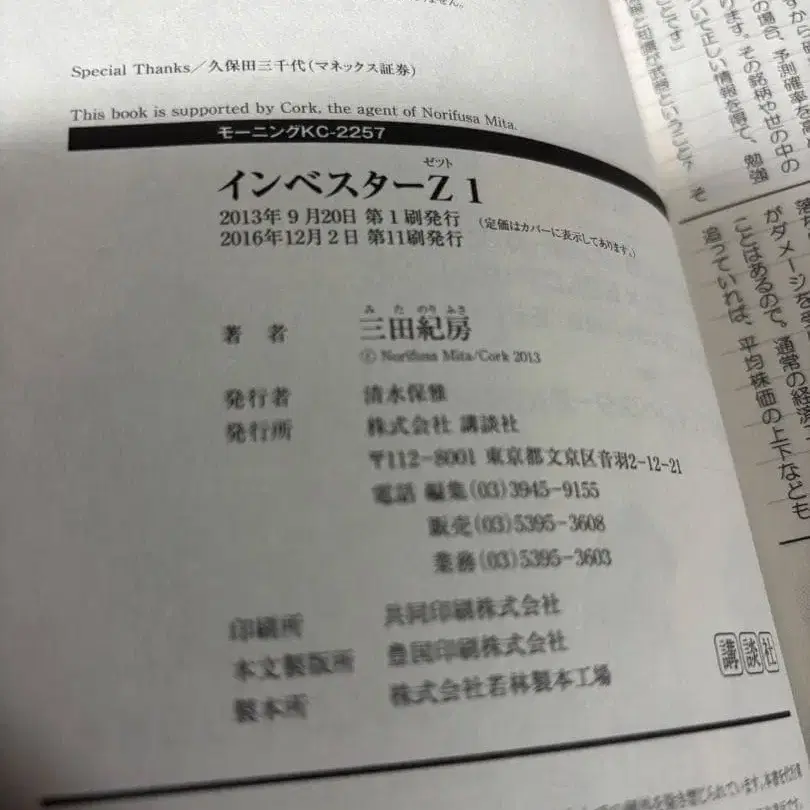 ません。
Special Thanks／久保田三千代(マネックス証券)
This book is supported by Cork, the agent of Norifusa Mita.
モーニングKC-2257
ゼット
インベスターZ 1
2013年 9 月20日 第 1 刷発行
(定価はカバーに表示してあります。)
2016年12月 2 日 第11刷発行
み た のり ふさ
著 者 三田紀房
© Norifusa Mita/Cork 2013
発行者 清水保雅
発行所 株式会社 講談社
〒112-8001 東京都文京区音羽2-12-21
電話 編集(03)3945-9155
販売(03)5395-3608
業務(03)5395-3603
印刷所 共同印刷株式会社
本文製版所 豊国印刷株式会社
製本所 株式会社若林製本工場
講談社
の場合、予測確率を
ります。その銘柄や世の中の
いて正しい情報を得て、勉強
がダメージを
ことはあるので。通常の経済
追っていれば、平均株価の上下なども